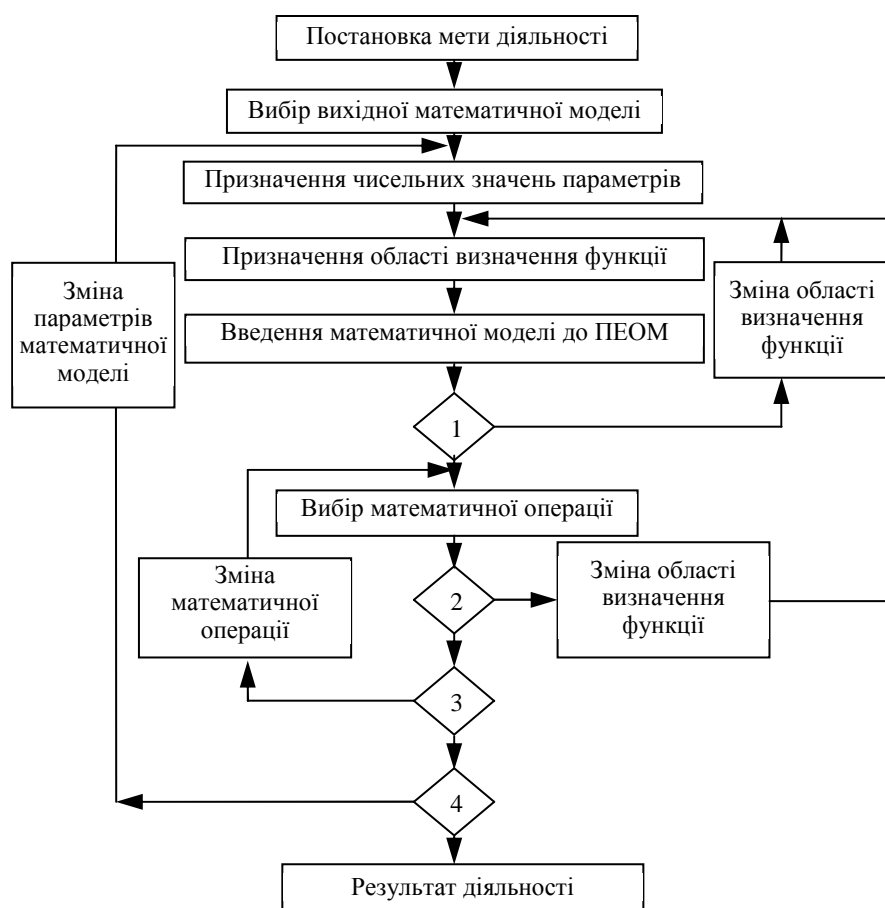 Постановка мети діяльності
Вибір вихідної математичної моделі
Призначення чисельних значень параметрів
Призначення області визначення функції
Зміна
параметрів
математичної
моделі
Зміна області
визначення
функції
Введення математичної моделі до ПЕОМ
1
Вибір математичної операції
Зміна
математичної
операції
2
Зміна області
визначення
функції
3
4
Результат діяльності